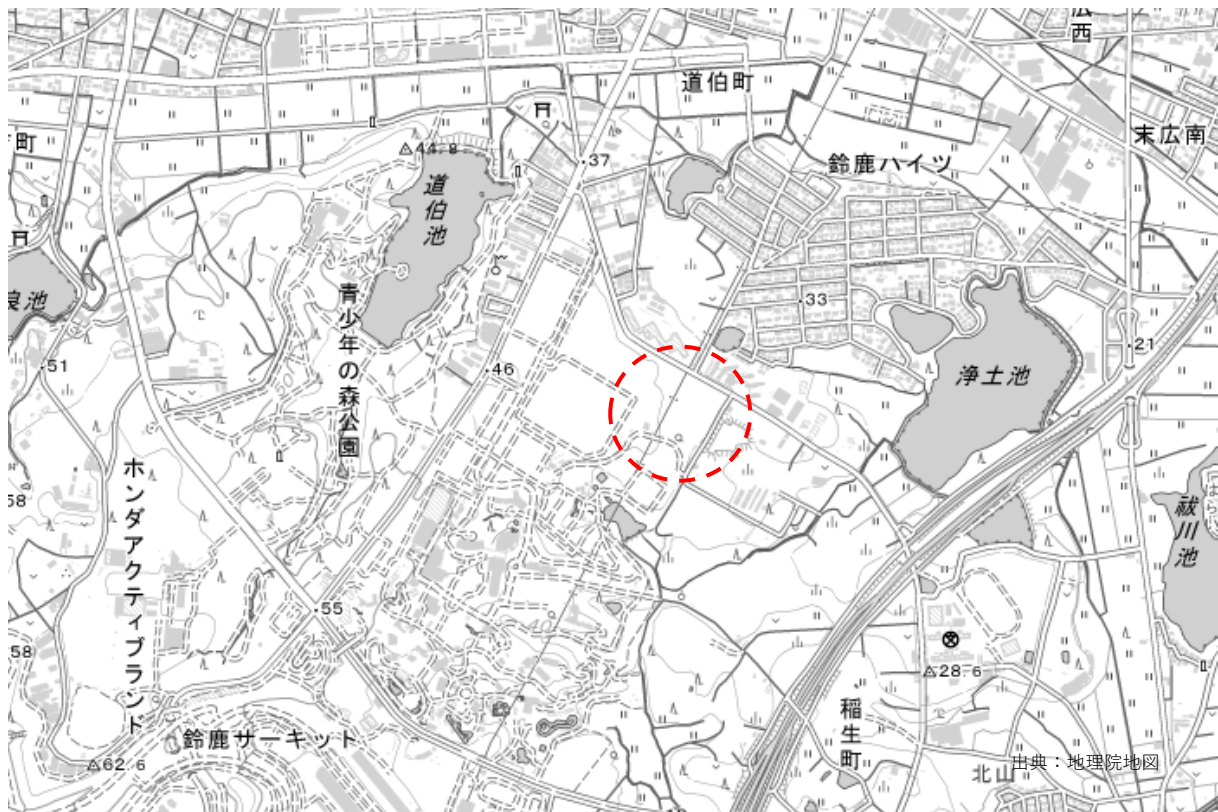 広西
道伯町
末広南
町
鈴鹿ハイツ
37
44.8
道伯池
良池
青少年の森公園
33
21
51
46
浄土池
58
ホンダアクティブランド
祓川池
55
28.6
58
稲生町
鈴鹿サーキット
62.6
北山
出典：地理院地図